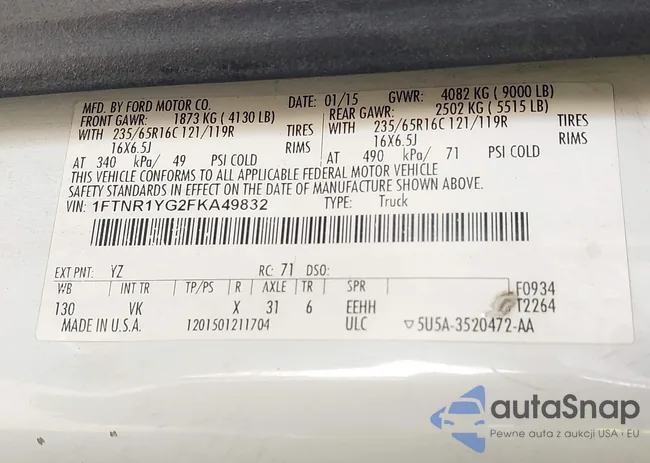 MFD. BY FORD MOTOR CO. DATE: 01/15 GVWR: 4082 KG ( 9000 LB)
FRONT GAWR: 1873 KG ( 4130 LB) REAR GAWR: 2502 KG ( 5515 LB)
WITH 235/65R16C 121/119R TIRES WITH 235/65R16C 121/119R TIRES
16X6.5J RIMS 16X6.5J RIMS
AT 340 kPa/ 49 PSI COLD AT 490 kPa/ 71 PSI COLD
THIS VEHICLE CONFORMS TO ALL APPLICABLE FEDERAL MOTOR VEHICLE
SAFETY STANDARDS IN EFFECT ON THE DATE OF MANUFACTURE SHOWN ABOVE.
VIN: 1FTNR1YG2FKA49832 TYPE: Truck
EXT PNT: YZ RC: 71 DSO:
WB INT TR TP/PS R AXLE TR SPR F0934
130 VK X 31 6 EEHH T2264
MADE IN U.S.A. 1201501211704 ULC ▽5U5A-3520472-AA
autaSnap
Pewne auta z aukcji USA i EU